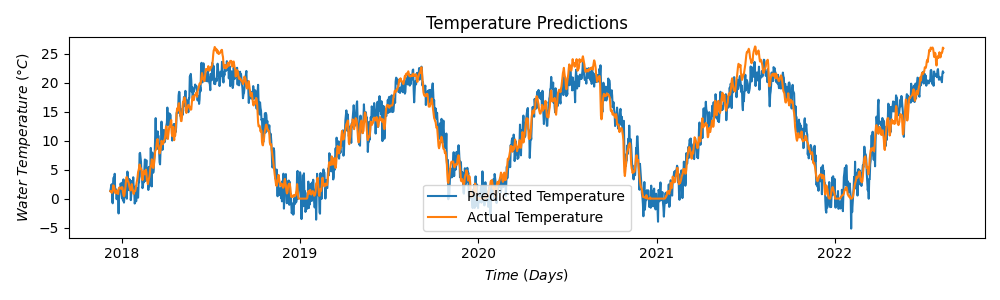 Temperature Predictions
Water Temperature (°C)
25
20
15
10
5
0
−5
Predicted Temperature
Actual Temperature
2018 2019 2020 2021 2022
Time (Days)